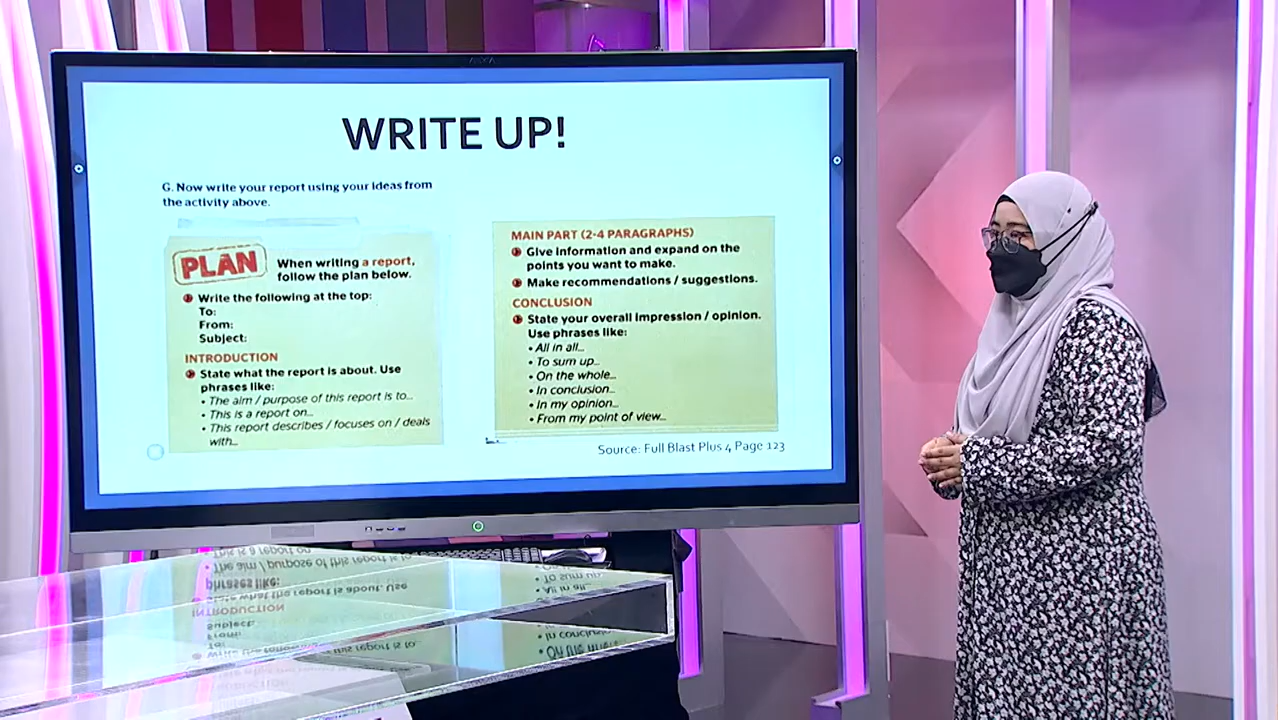 WRITE UP!
G. Now write your report using your ideas from
the activity above.
PLAN
When writing a report,
follow the plan below.
Write the following at the top:
To:
From:
Subject:
INTRODUCTION
State what the report is about. Use
phrases like:
• The aim / purpose of this report is to...
• This is a report on...
• This report describes / focuses on / deals
with...
MAIN PART (2-4 PARAGRAPHS)
Give information and expand on the
points you want to make.
Make recommendations / suggestions.
CONCLUSION
State your overall impression / opinion.
Use phrases like:
• All in all...
• To sum up...
• On the whole...
• In conclusion...
• In my opinion...
• From my point of view...
Source: Full Blast Plus 4 Page 123